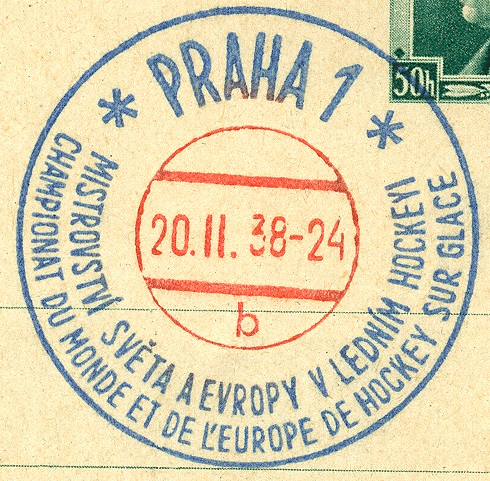 * PRAHA 1 *
50h
MISTROVSTVÍ SVĚTA A EVROPY V LEDNÍM HOCKEYI
CHAMPIONAT DU MONDE ET DE L'EUROPE DE HOCKEY SUR GLACE
20.II.38-24
b